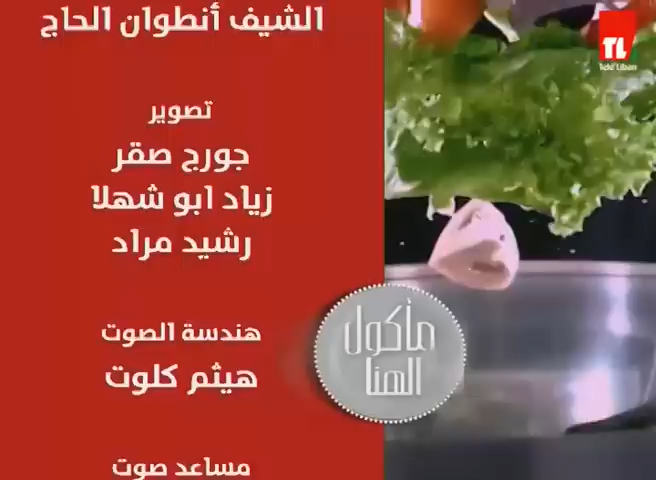 الشيف أنطوان الحاج
تصوير
جورج صقر
زياد ابو شهلا
رشيد مراد
هندسة الصوت
هيثم كلوت
مساعد صوت
مأكول
الهنا
TL
Télé Liban